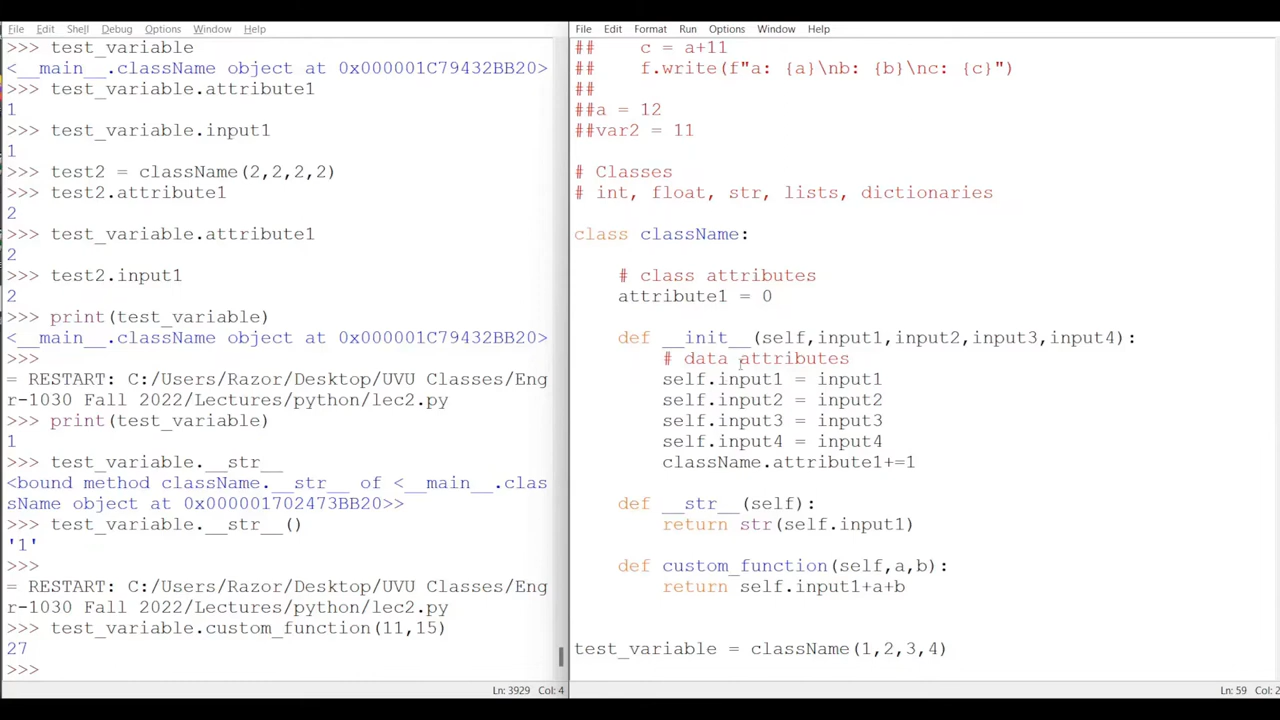 File Edit Shell Debug Options Window Help
>>> test_variable
<__main__.className object at 0x000001C79432BB20>
>>> test_variable.attribute1
1
>>> test_variable.input1
1
>>> test2 = className(2,2,2,2)
>>> test2.attribute1
2
>>> test_variable.attribute1
2
>>> test2.input1
2
>>> print(test_variable)
<__main__.className object at 0x000001C79432BB20>
>>>
= RESTART: C:/Users/Razor/Desktop/UVU Classes/Eng
r-1030 Fall 2022/Lectures/python/lec2.py
>>> print(test_variable)
1
>>> test_variable.__str__
<bound method className.__str__ of <__main__.clas
sName object at 0x000001702473BB20>>
>>> test_variable.__str__()
'1'
>>>
= RESTART: C:/Users/Razor/Desktop/UVU Classes/Eng
r-1030 Fall 2022/Lectures/python/lec2.py
>>> test_variable.custom_function(11,15)
27
>>>
Ln: 3929 Col: 4
File Edit Format Run Options Window Help
##    c = a+11
##    f.write(f"a: {a}\nb: {b}\nc: {c}")
##
##a = 12
##var2 = 11
# Classes
# int, float, str, lists, dictionaries
class className:
    # class attributes
    attribute1 = 0
    def __init__(self,input1,input2,input3,input4):
        # data attributes
        self.input1 = input1
        self.input2 = input2
        self.input3 = input3
        self.input4 = input4
        className.attribute1+=1
    def __str__(self):
        return str(self.input1)
    def custom_function(self,a,b):
        return self.input1+a+b
test_variable = className(1,2,3,4)
Ln: 59 Col: 2